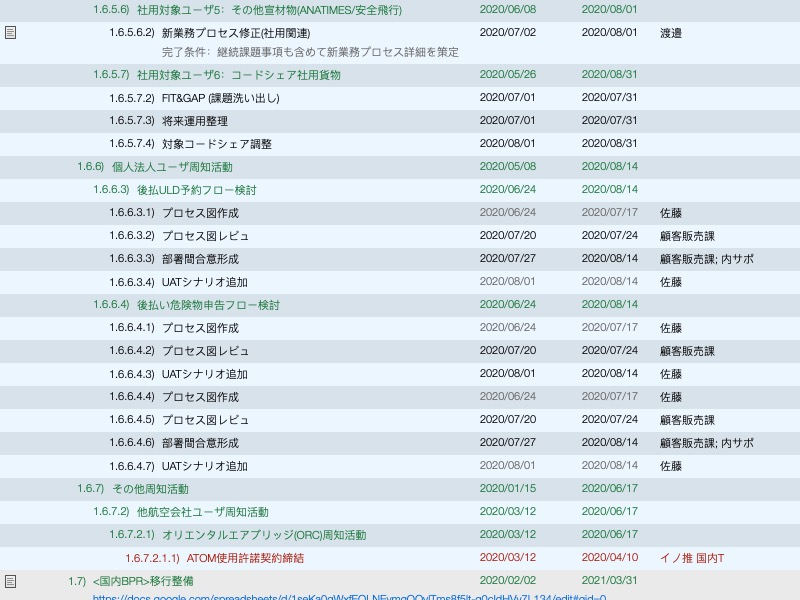 1.6.5.6) 社用対象ユーザ5: その他宣材物(ANATIMES/安全飛行) 2020/06/08 2020/08/01
1.6.5.6.2) 新業務プロセス修正(社用関連) 2020/07/02 2020/08/01 渡邉
完了条件: 継続課題事項も含めて新業務プロセス詳細を策定
1.6.5.7) 社用対象ユーザ6: コードシェア社用貨物 2020/05/26 2020/08/31
1.6.5.7.2) FIT&GAP (課題洗い出し) 2020/07/01 2020/07/31
1.6.5.7.3) 将来運用整理 2020/07/01 2020/07/31
1.6.5.7.4) 対象コードシェア調整 2020/08/01 2020/08/31
1.6.6) 個人法人ユーザ周知活動 2020/05/08 2020/08/14
1.6.6.3) 後払ULD予約フロー検討 2020/06/24 2020/08/14
1.6.6.3.1) プロセス図作成 2020/06/24 2020/07/17 佐藤
1.6.6.3.2) プロセス図レビュ 2020/07/20 2020/07/24 顧客販売課
1.6.6.3.3) 部署間合意形成 2020/07/27 2020/08/14 顧客販売課; 内サポ
1.6.6.3.4) UATシナリオ追加 2020/08/01 2020/08/14 佐藤
1.6.6.4) 後払い危険物申告フロー検討 2020/06/24 2020/08/14
1.6.6.4.1) プロセス図作成 2020/06/24 2020/07/17 佐藤
1.6.6.4.2) プロセス図レビュ 2020/07/20 2020/07/24 顧客販売課
1.6.6.4.3) UATシナリオ追加 2020/08/01 2020/08/14 佐藤
1.6.6.4.4) プロセス図作成 2020/06/24 2020/07/17 佐藤
1.6.6.4.5) プロセス図レビュ 2020/07/20 2020/07/24 顧客販売課
1.6.6.4.6) 部署間合意形成 2020/07/27 2020/08/14 顧客販売課; 内サポ
1.6.6.4.7) UATシナリオ追加 2020/08/01 2020/08/14 佐藤
1.6.7) その他周知活動 2020/01/15 2020/06/17
1.6.7.2) 他航空会社ユーザ周知活動 2020/03/12 2020/06/17
1.6.7.2.1) オリエンタルエアブリッジ(ORC)周知活動 2020/03/12 2020/06/17
1.6.7.2.1.1) ATOM使用許諾契約締結 2020/03/12 2020/04/10 イノ推 国内T
1.7) <国内BPR>移行整備 2020/02/02 2021/03/31